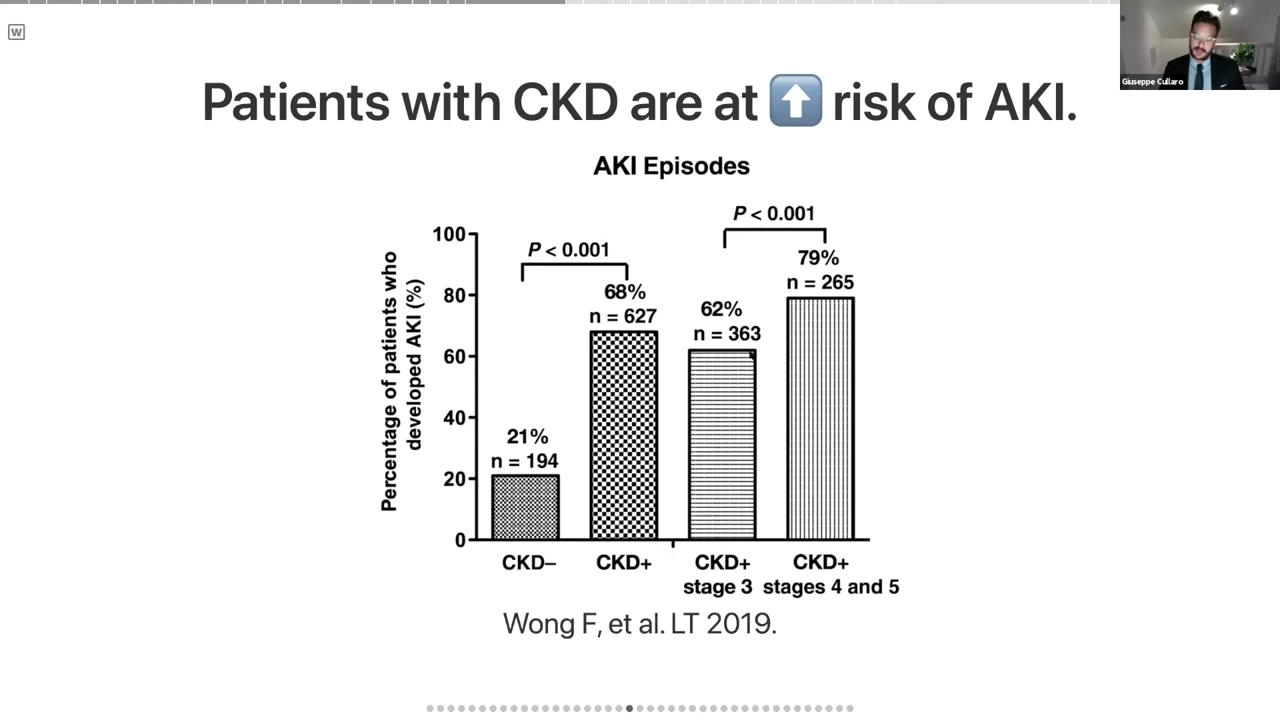 W
Giuseppe Cullaro
Patients with CKD are at ⬆️ risk of AKI.
AKI Episodes
Percentage of patients who
developed AKI (%)
100
80
60
40
20
0
P < 0.001
P < 0.001
21%
n = 194
68%
n = 627
62%
n = 363
79%
n = 265
CKD–
CKD+
CKD+
stage 3
CKD+
stages 4 and 5
Wong F, et al. LT 2019.